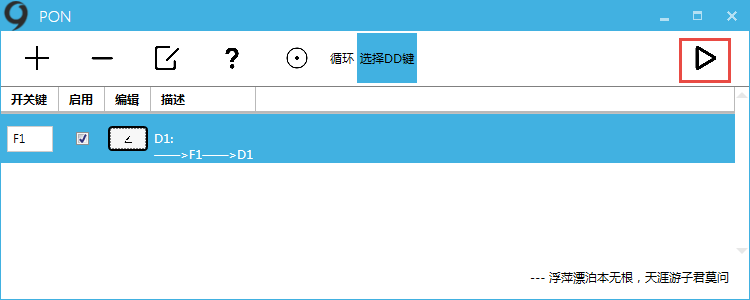 PON
? 循环 选择DD键
开关键 启用 编辑 描述
F1 ∠ D1:
——>F1——>D1
--- 浮萍漂泊本无根，天涯游子君莫问